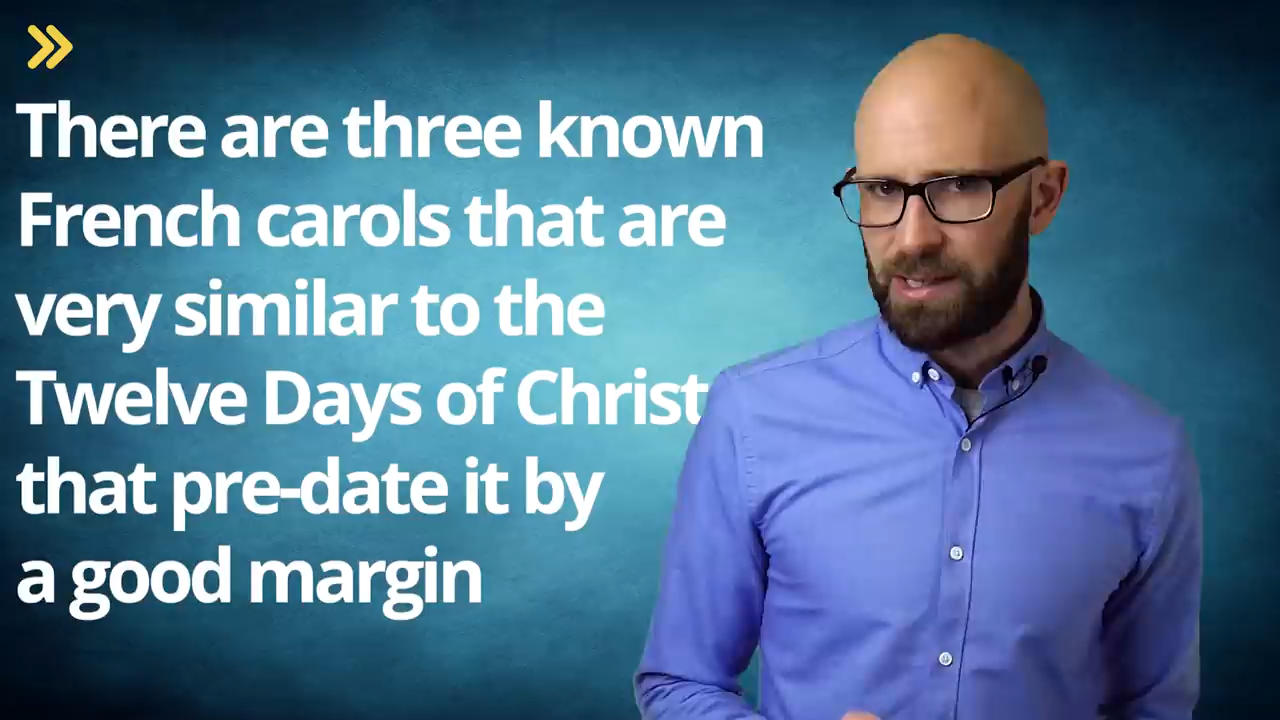 There are three known
French carols that are
very similar to the
Twelve Days of Christ
that pre-date it by
a good margin